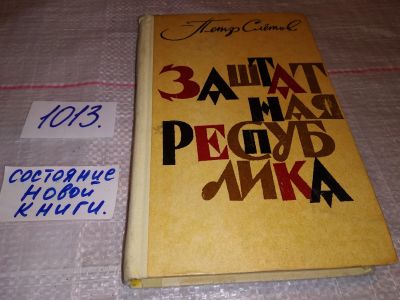 Петр Слётов
ЗАШТАТ
НАЯ
РЕСПУБ
ЛИКА
1013.
состояние
новой
книги.